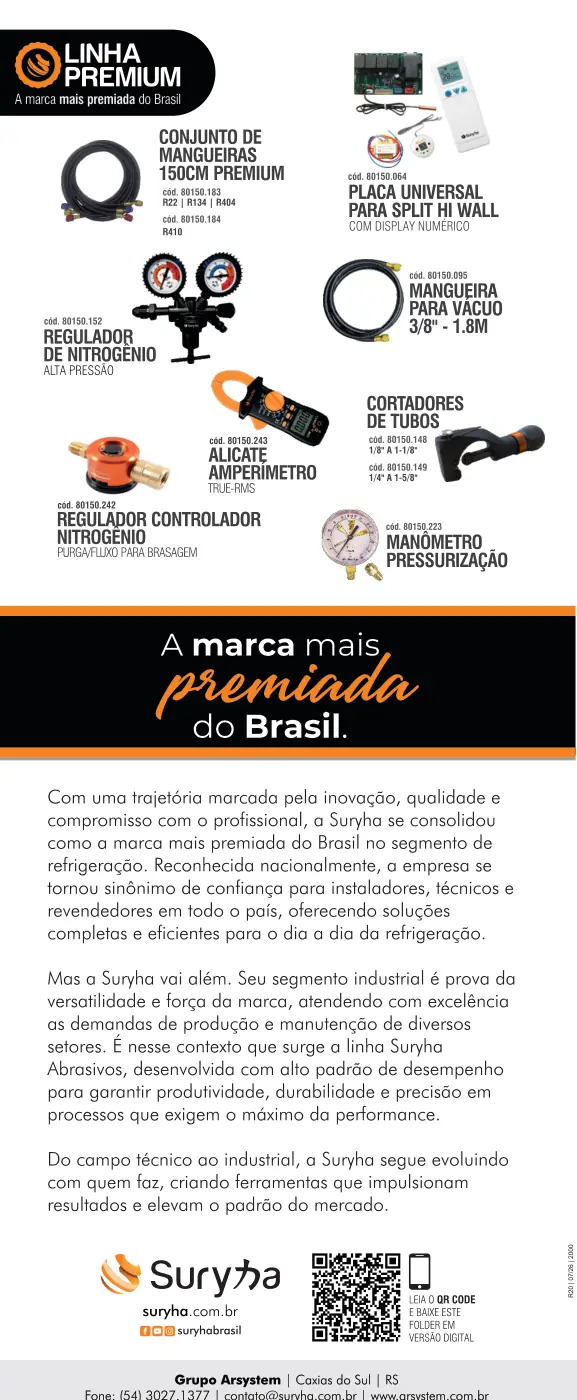 LINHA
PREMIUM
A marca mais premiada do Brasil
CONJUNTO DE
MANGUEIRAS
150CM PREMIUM
cód. 80150.183
R22 | R134 | R404
cód. 80150.184
R410
cód. 80150.064
PLACA UNIVERSAL
PARA SPLIT HI WALL
COM DISPLAY NUMÉRICO
cód. 80150.095
MANGUEIRA
PARA VÁCUO
3/8" - 1.8M
cód. 80150.152
REGULADOR
DE NITROGÊNIO
ALTA PRESSÃO
cód. 80150.243
ALICATE
AMPERÍMETRO
TRUE-RMS
CORTADORES
DE TUBOS
cód. 80150.148
1/8" A 1-1/8"
cód. 80150.149
1/4" A 1-5/8"
cód. 80150.242
REGULADOR CONTROLADOR
NITROGÊNIO
PURGA/FLUXO PARA BRASAGEM
cód. 80150.223
MANÔMETRO
PRESSURIZAÇÃO
A marca mais
premiada
do Brasil.
Com uma trajetória marcada pela inovação, qualidade e
compromisso com o profissional, a Suryha se consolidou
como a marca mais premiada do Brasil no segmento de
refrigeração. Reconhecida nacionalmente, a empresa se
tornou sinônimo de confiança para instaladores, técnicos e
revendedores em todo o país, oferecendo soluções
completas e eficientes para o dia a dia da refrigeração.
Mas a Suryha vai além. Seu segmento industrial é prova da
versatilidade e força da marca, atendendo com excelência
as demandas de produção e manutenção de diversos
setores. É nesse contexto que surge a linha Suryha
Abrasivos, desenvolvida com alto padrão de desempenho
para garantir produtividade, durabilidade e precisão em
processos que exigem o máximo da performance.
Do campo técnico ao industrial, a Suryha segue evoluindo
com quem faz, criando ferramentas que impulsionam
resultados e elevam o padrão do mercado.
Suryha
suryha.com.br
suryhabrasil
LEIA O QR CODE
E BAIXE ESTE
FOLDER EM
VERSÃO DIGITAL
R20 | 07/26 | 2000
Grupo Arsystem | Caxias do Sul | RS
Fone: (54) 3027.1377 | contato@suryha.com.br | www.arsystem.com.br